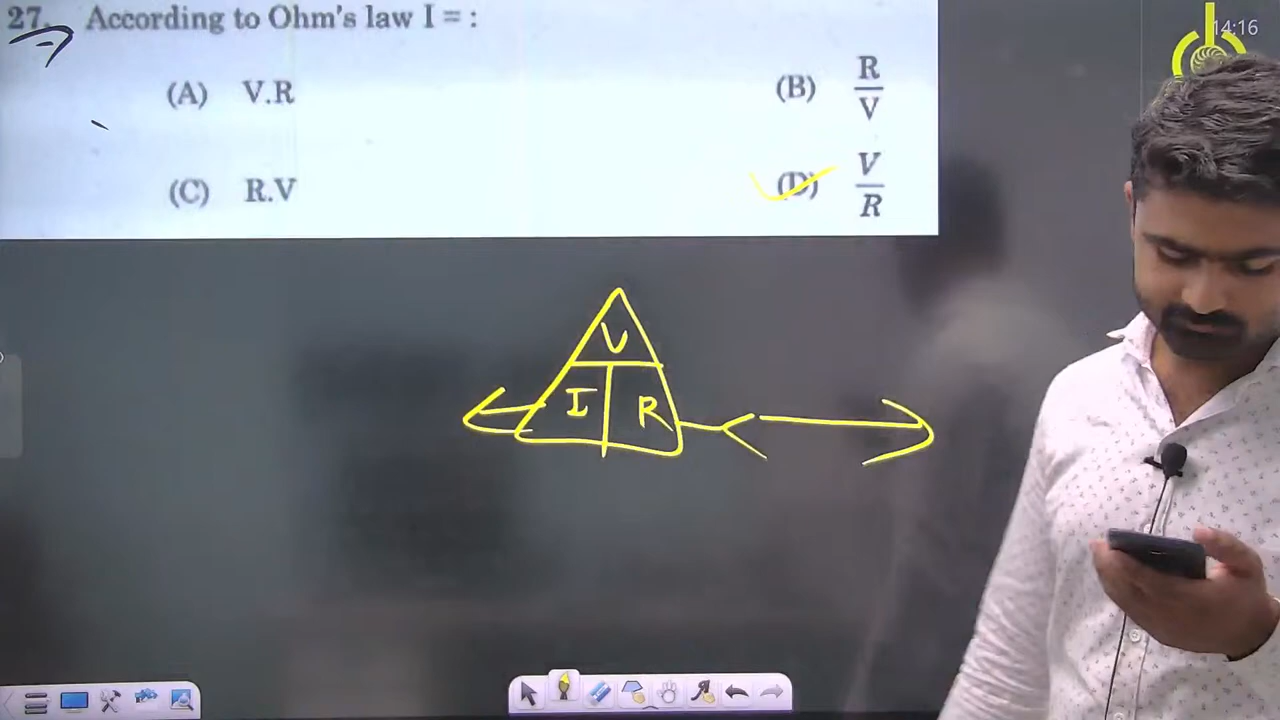 27. According to Ohm's law I = :
14:16
(A) V.R
(B) R
V
(C) R.V
(D) V
R
V
I R